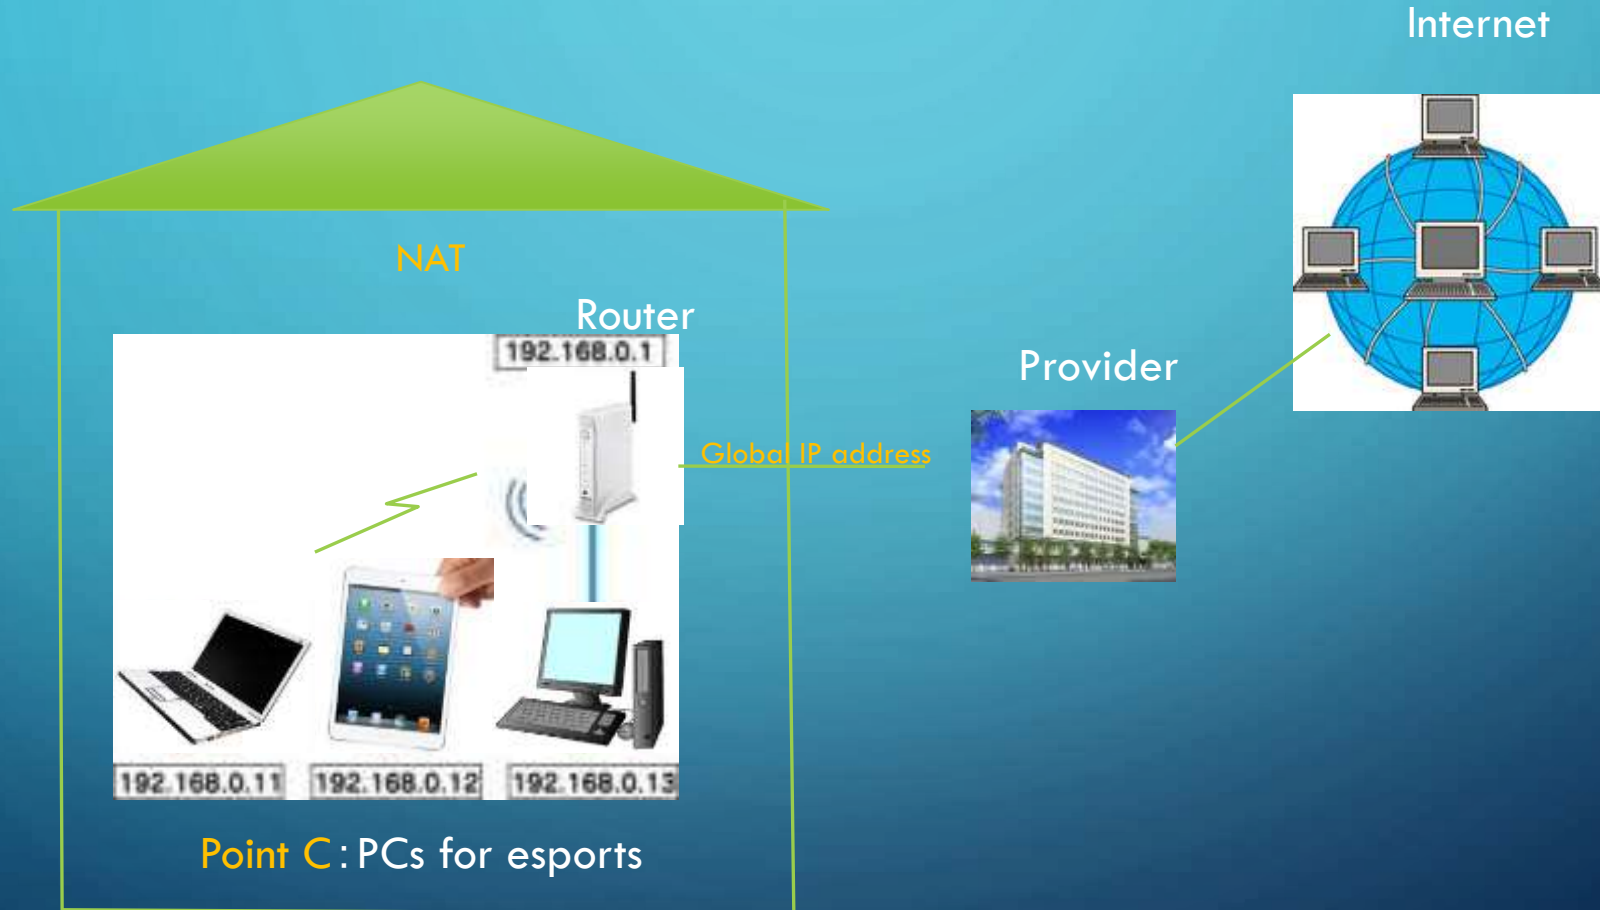 Internet
NAT
Router
192.168.0.1
Provider
Global IP address
192.168.0.11
192.168.0.12
192.168.0.13
Point C : PCs for esports